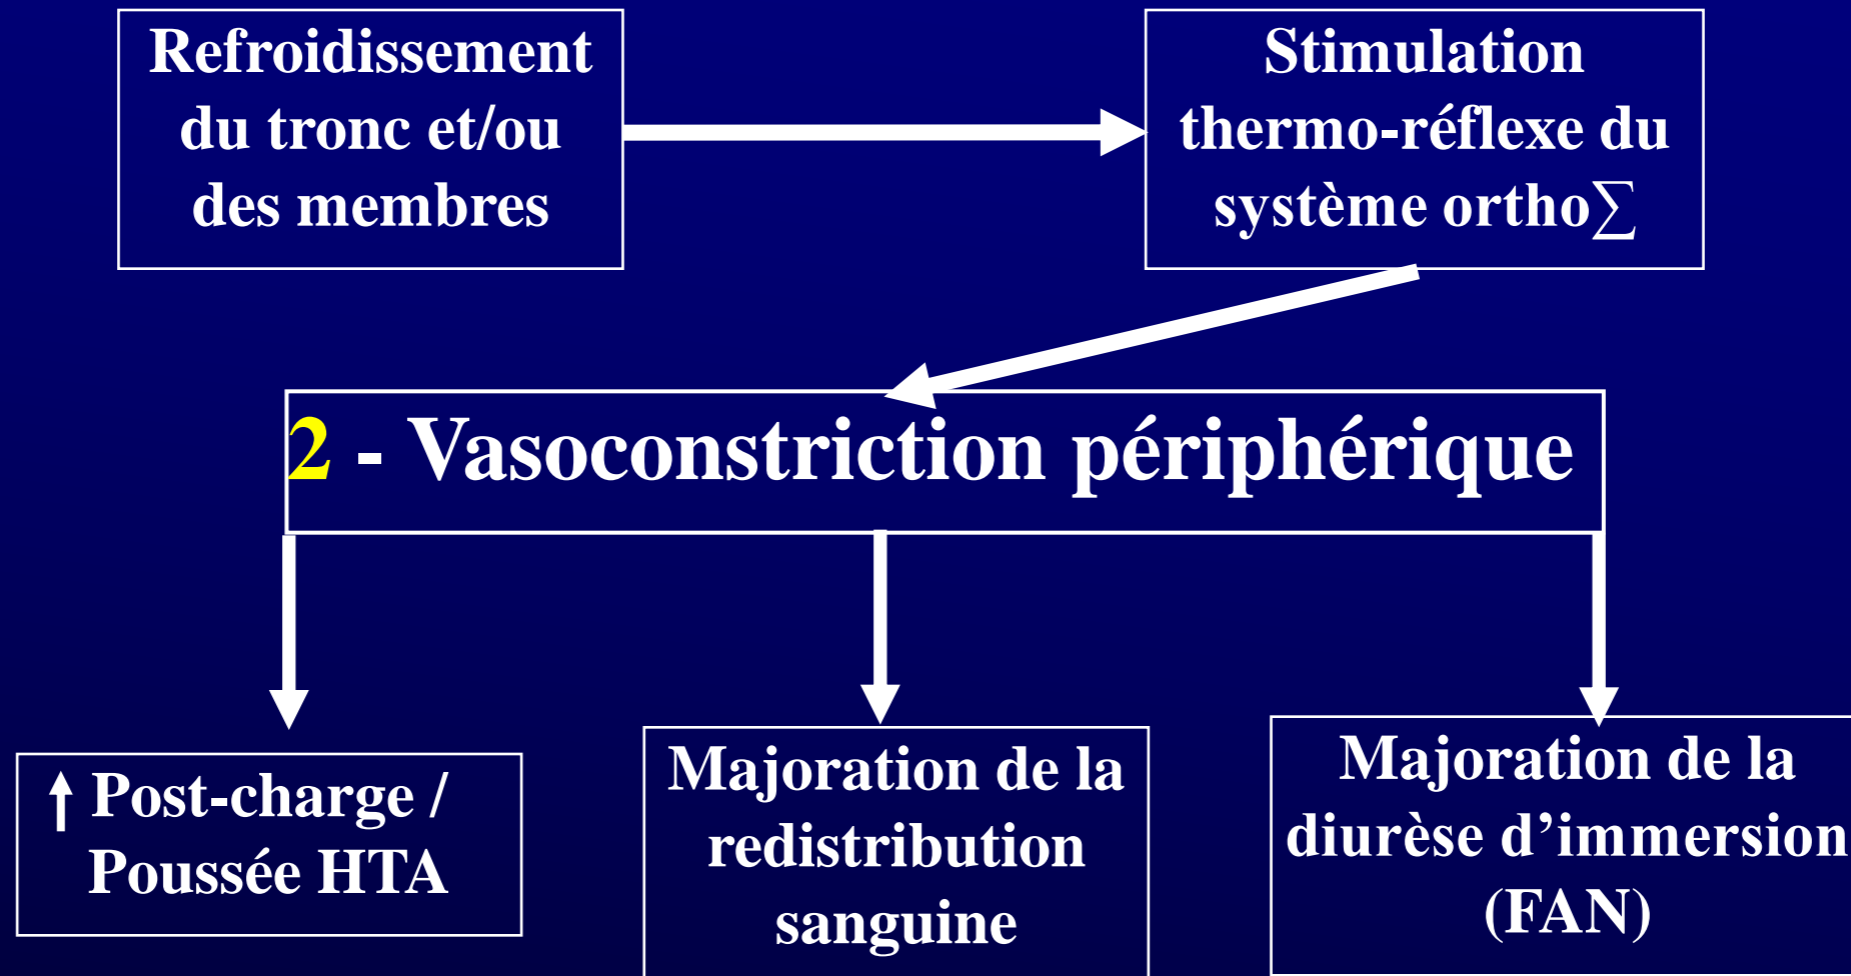 Refroidissement
du tronc et/ou
des membres
Stimulation
thermo-réflexe du
système ortho∑
2 - Vasoconstriction périphérique
↑ Post-charge /
Poussée HTA
Majoration de la
redistribution
sanguine
Majoration de la
diurèse d’immersion
(FAN)